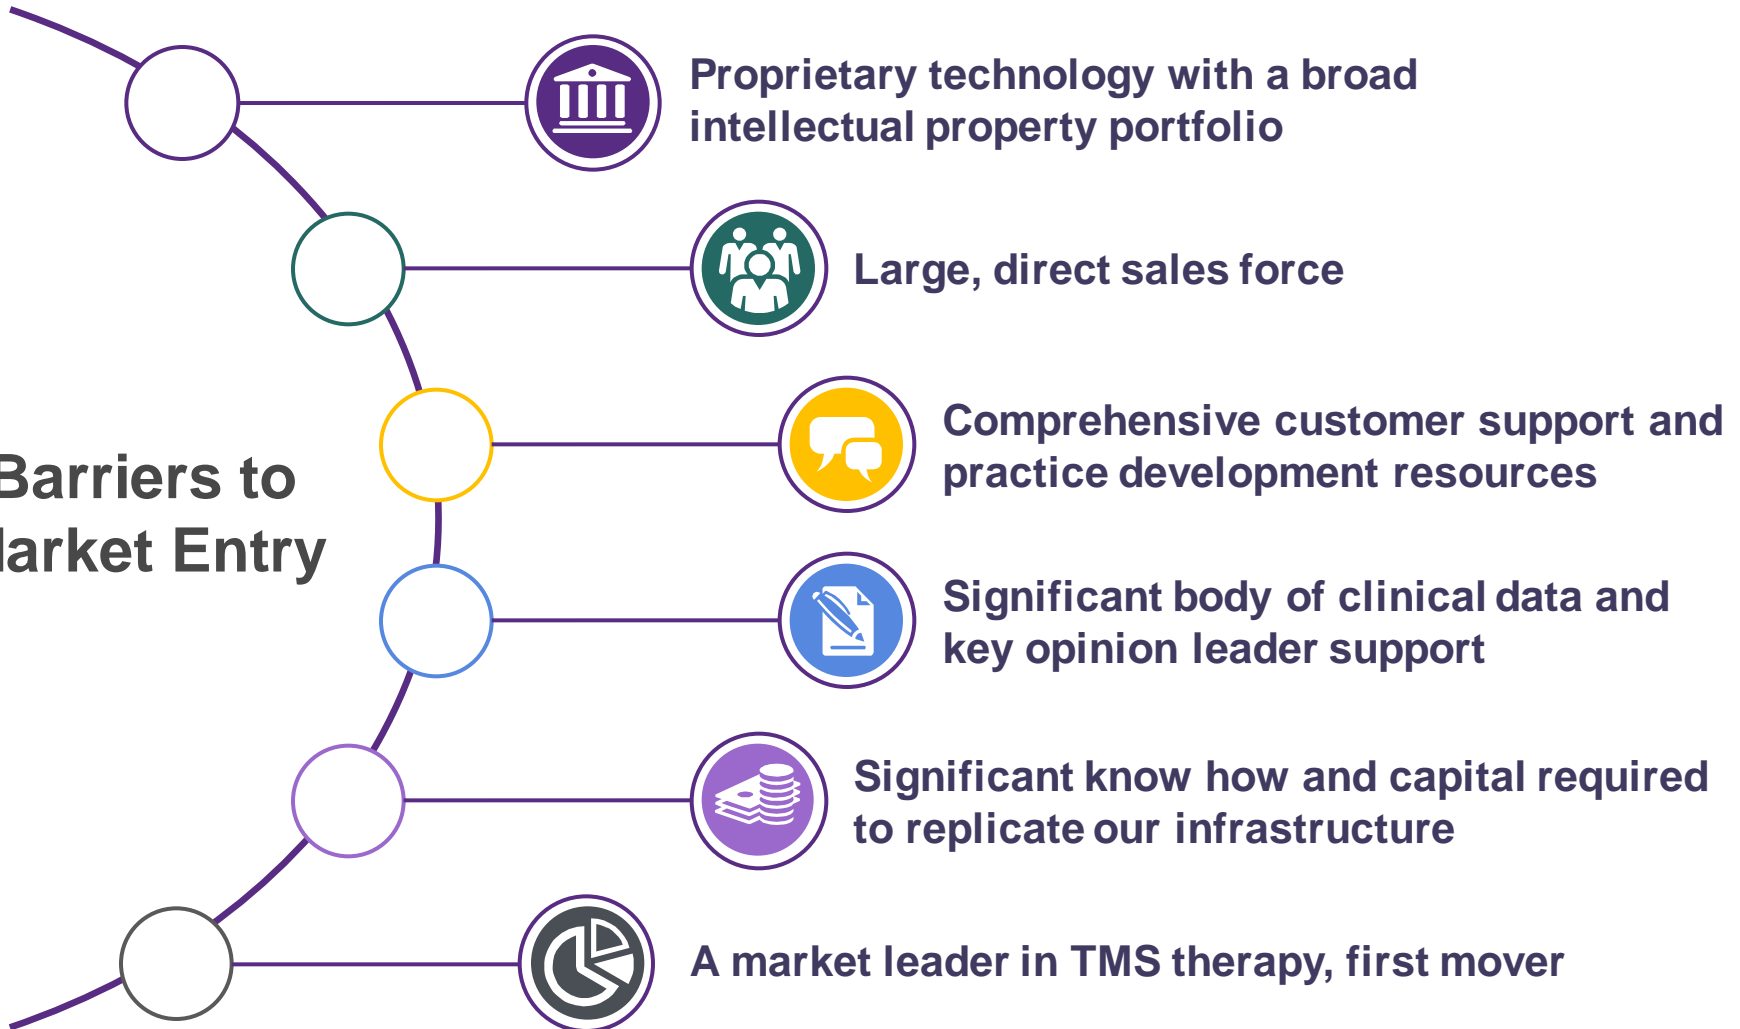 Barriers to
Market Entry
Proprietary technology with a broad
intellectual property portfolio
Large, direct sales force
Comprehensive customer support and
practice development resources
Significant body of clinical data and
key opinion leader support
Significant know how and capital required
to replicate our infrastructure
A market leader in TMS therapy, first mover